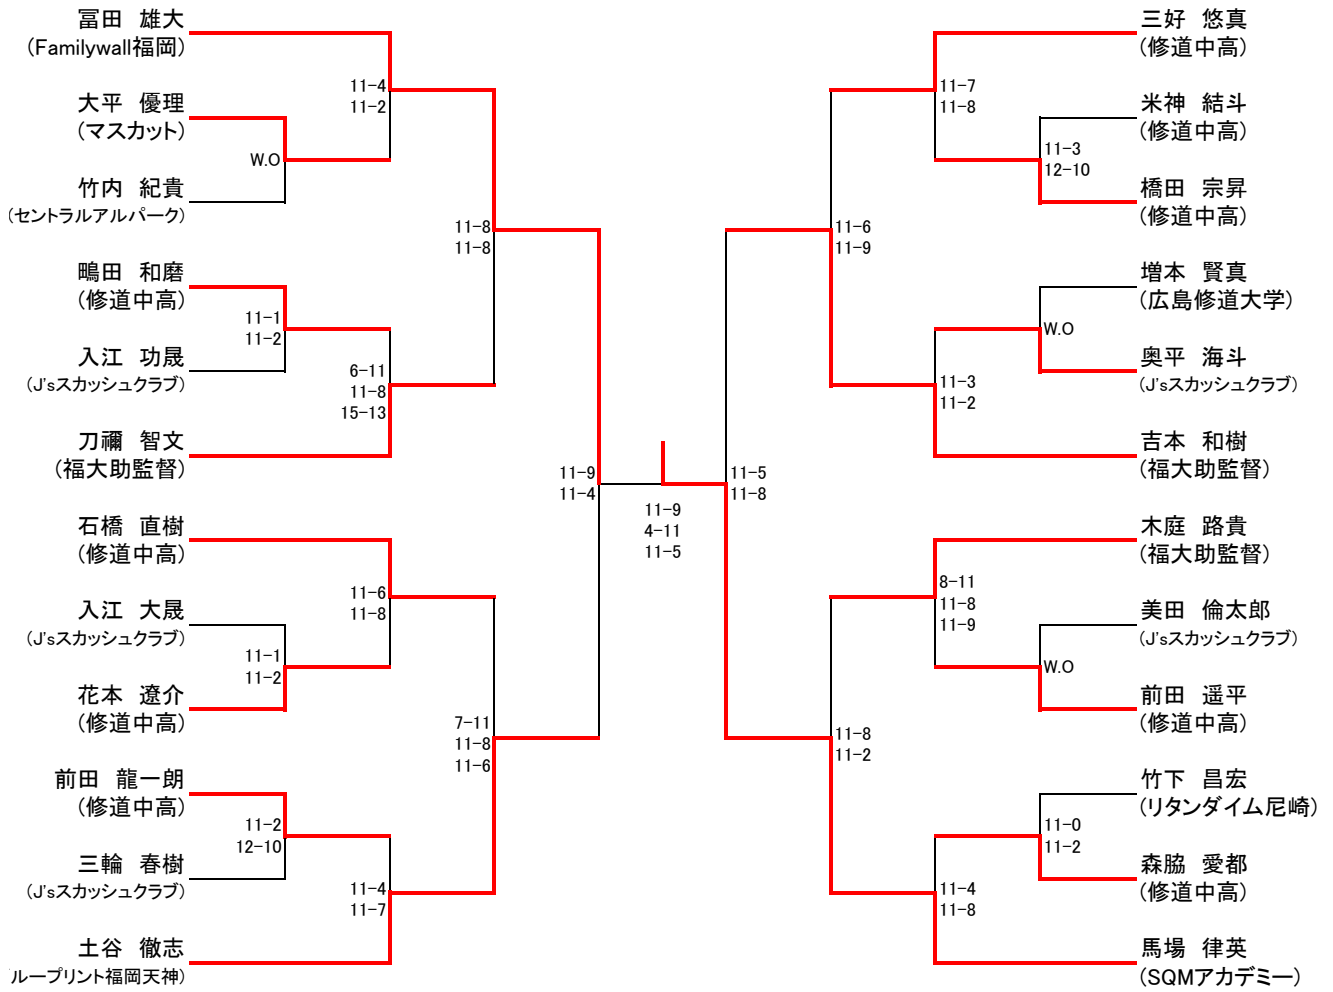 冨田 雄大
(Familywall福岡)
大平 優理
(マスカット)
竹内 紀貴
(セントラルアルパーク)
鴫田 和磨
(修道中高)
入江 功晟
(J'sスカッシュクラブ)
刀禰 智文
(福大助監督)
石橋 直樹
(修道中高)
入江 大晟
(J'sスカッシュクラブ)
花本 遼介
(修道中高)
前田 龍一朗
(修道中高)
三輪 春樹
(J'sスカッシュクラブ)
土谷 徹志
ループリント福岡天神)
W.O
11-1
11-2
11-1
11-2
11-2
12-10
11-4
11-2
6-11
11-8
15-13
11-6
11-8
11-4
11-7
11-8
11-8
7-11
11-8
11-6
11-9
11-4
11-9
4-11
11-5
11-5
11-8
11-6
11-9
11-8
11-2
11-7
11-8
11-3
11-2
8-11
11-8
11-9
11-4
11-8
11-3
12-10
W.O
W.O
11-0
11-2
三好 悠真
(修道中高)
米神 結斗
(修道中高)
橋田 宗昇
(修道中高)
増本 賢真
(広島修道大学)
奥平 海斗
(J'sスカッシュクラブ)
吉本 和樹
(福大助監督)
木庭 路貴
(福大助監督)
美田 倫太郎
(J'sスカッシュクラブ)
前田 遥平
(修道中高)
竹下 昌宏
(リタンダイム尼崎)
森脇 愛都
(修道中高)
馬場 律英
(SQMアカデミー)